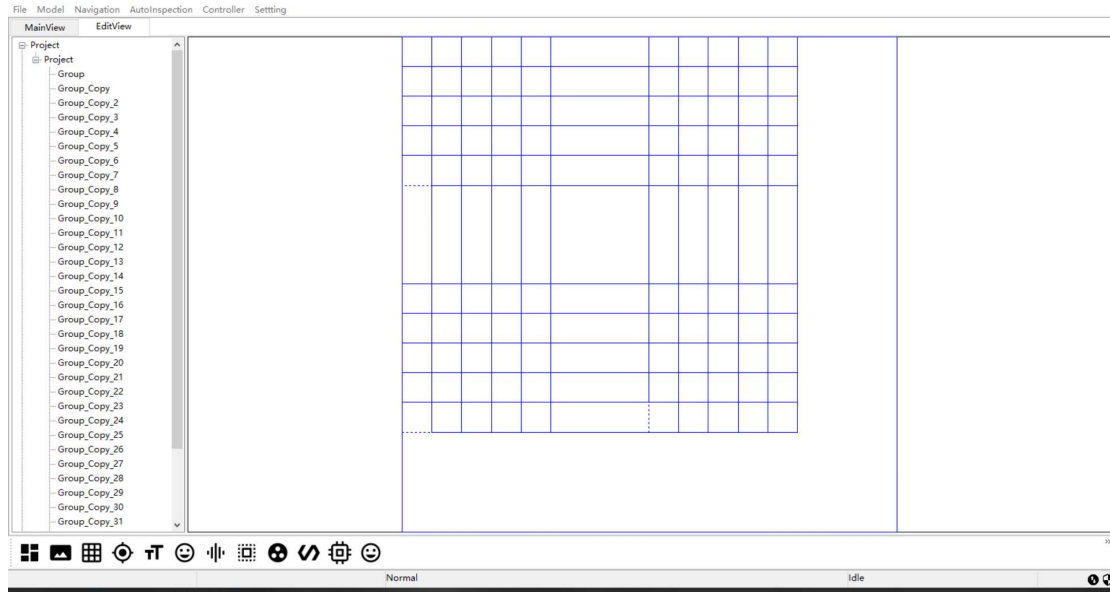 File Model Navigation AutoInspection Controller Settting
MainView EditView
Project
Project
Group
Group_Copy
Group_Copy_2
Group_Copy_3
Group_Copy_4
Group_Copy_5
Group_Copy_6
Group_Copy_7
Group_Copy_8
Group_Copy_9
Group_Copy_10
Group_Copy_11
Group_Copy_12
Group_Copy_13
Group_Copy_14
Group_Copy_15
Group_Copy_16
Group_Copy_17
Group_Copy_18
Group_Copy_19
Group_Copy_20
Group_Copy_21
Group_Copy_22
Group_Copy_23
Group_Copy_24
Group_Copy_25
Group_Copy_26
Group_Copy_27
Group_Copy_28
Group_Copy_29
Group_Copy_30
Group_Copy_31
Normal Idle